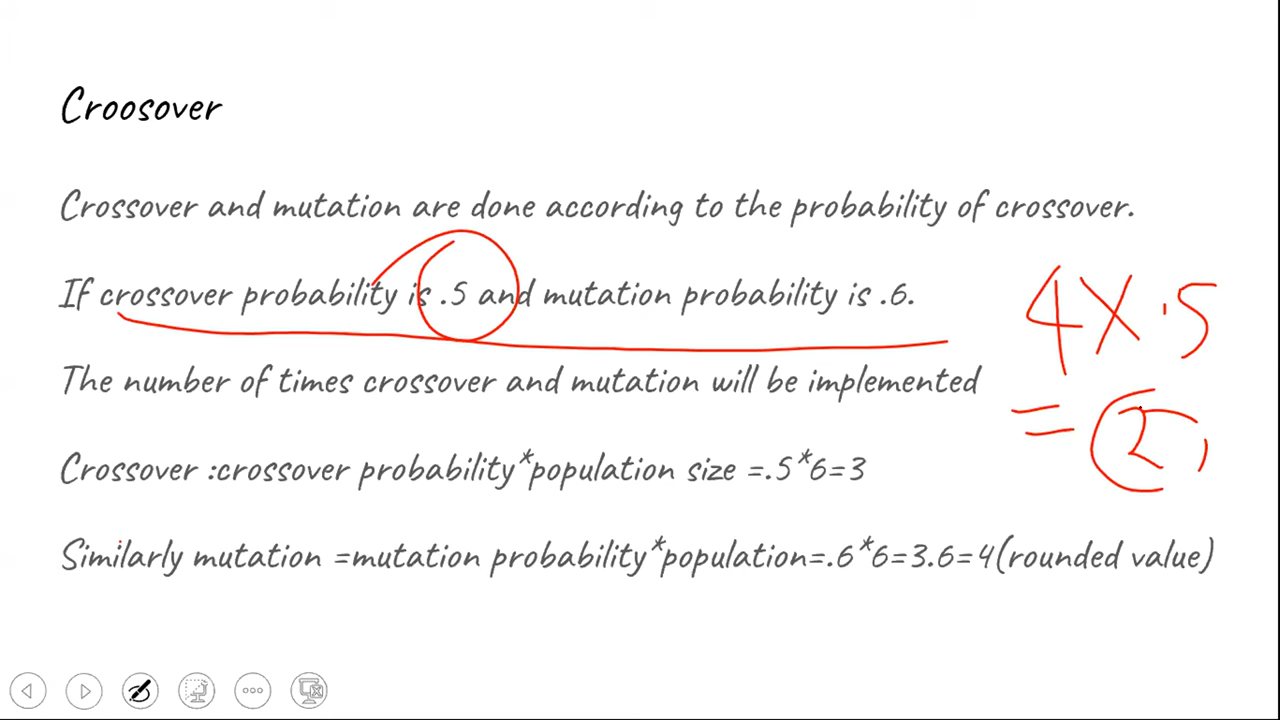 Croosover
Crossover and mutation are done according to the probability of crossover.
If crossover probability is .5 and mutation probability is .6.
4X.5
The number of times crossover and mutation will be implemented
= 2
Crossover :crossover probability*population size =.5*6=3
Similarly mutation =mutation probability*population=.6*6=3.6=4(rounded value)